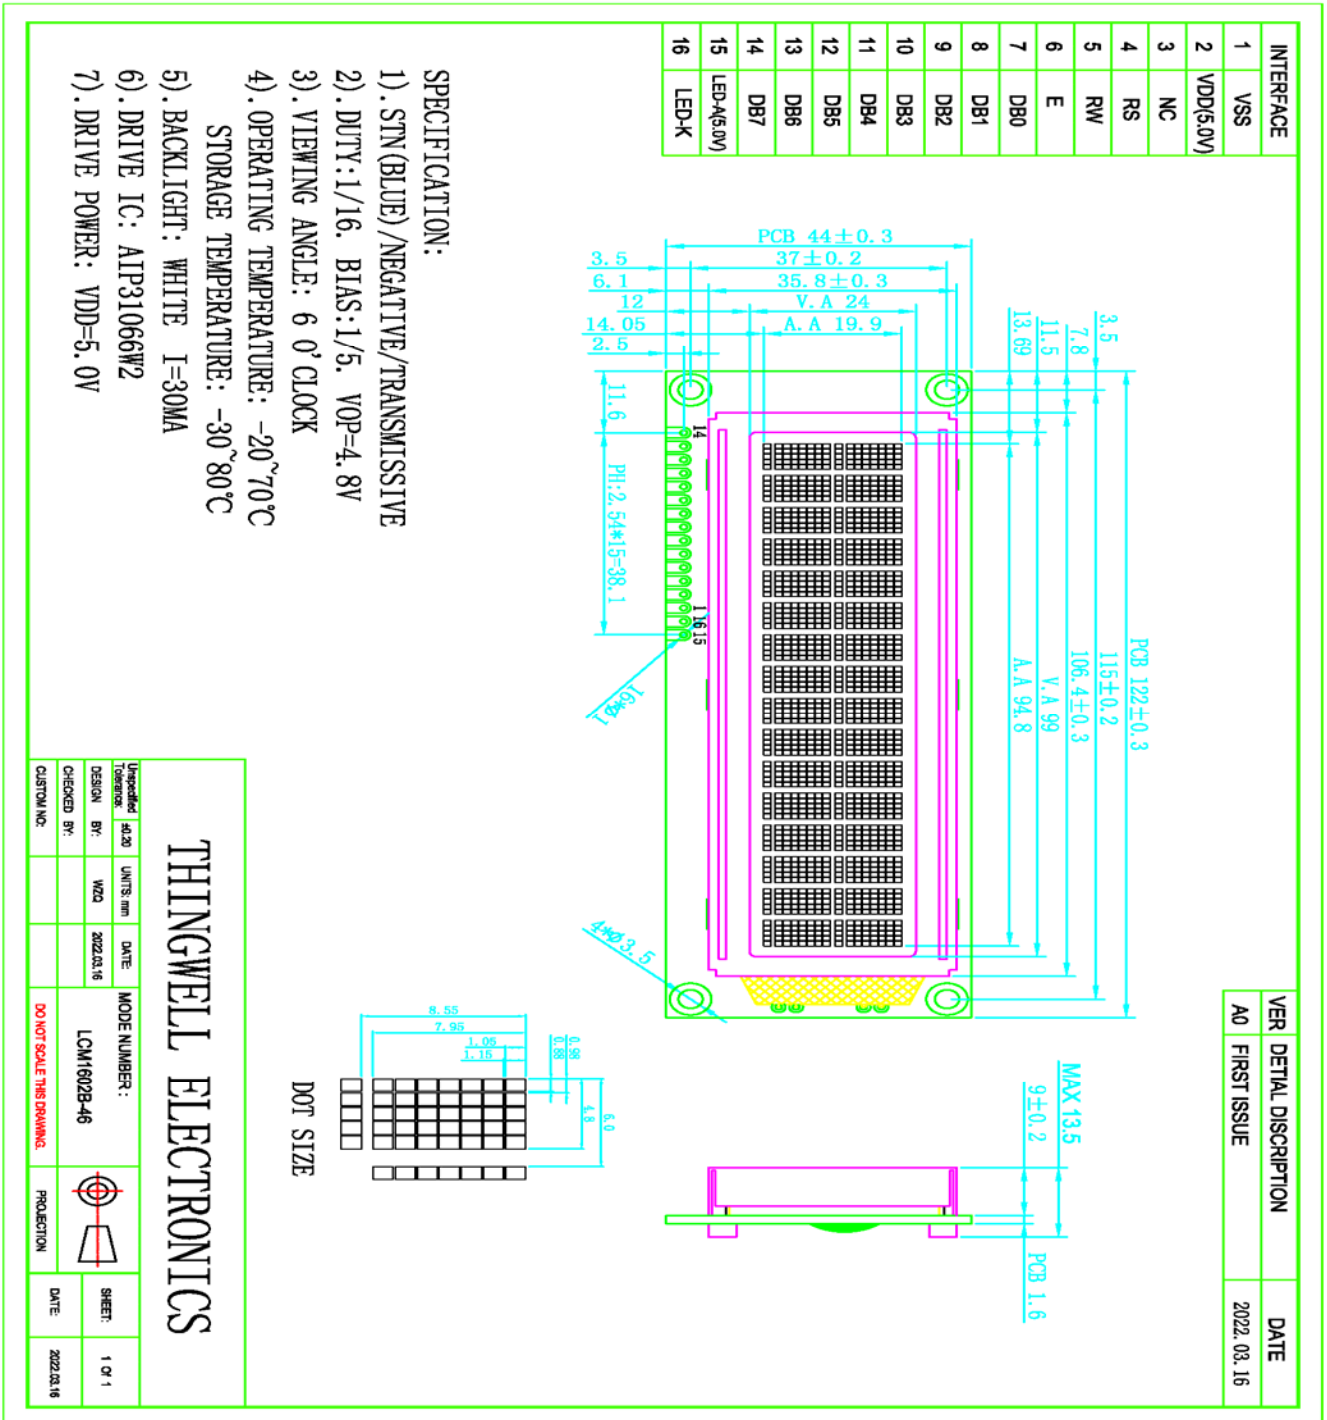 INTERFACE
1 VSS
2 VDD(5.0V)
3 NC
4 RS
5 RW
6 E
7 DB0
8 DB1
9 DB2
10 DB3
11 DB4
12 DB5
13 DB6
14 DB7
15 LED-A(5.0V)
16 LED-K
VER DETIAL DISCRIPTION DATE
A0 FIRST ISSUE 2022.03.16
PCB 122±0.3
115±0.2
106.4±0.3
V.A 99
A.A 94.8
3.5
7.8
11.5
13.69
PCB 44±0.3
37±0.2
35.8±0.3
V.A 24
A.A 19.9
3.5
6.1
12
14.05
2.5
11.6
PH:2.54*15=38.1
14
1
16
15
16*Ø1
4*Ø3.5
MAX 13.5
9±0.2
PCB 1.6
8.55
7.95
1.06
1.15
0.98
0.88
4.8
6.0
DOT SIZE
SPECIFICATION:
1).STN(BLUE)/NEGATIVE/TRANSMISSIVE
2).DUTY:1/16. BIAS:1/5. VOP=4.8V
3).VIEWING ANGLE: 6 O'CLOCK
4).OPERATING TEMPERATURE: -20~70℃
STORAGE TEMPERATURE: -30~80℃
5).BACKLIGHT: WHITE I=30MA
6).DRIVE IC: AIP31066W2
7).DRIVE POWER: VDD=5.0V
THINGWELL ELECTRONICS
Unspecified Tolerance: ±0.20 UNITS: mm DATE:
DESIGN BY: WZQ 2022.03.16
CHECKED BY:
CUSTOM NO:
MODE NUMBER:
LCM1602B-46
DO NOT SCALE THIS DRAWING.
PROJECTION
SHEET: 1 Of 1
DATE: 2022.03.16